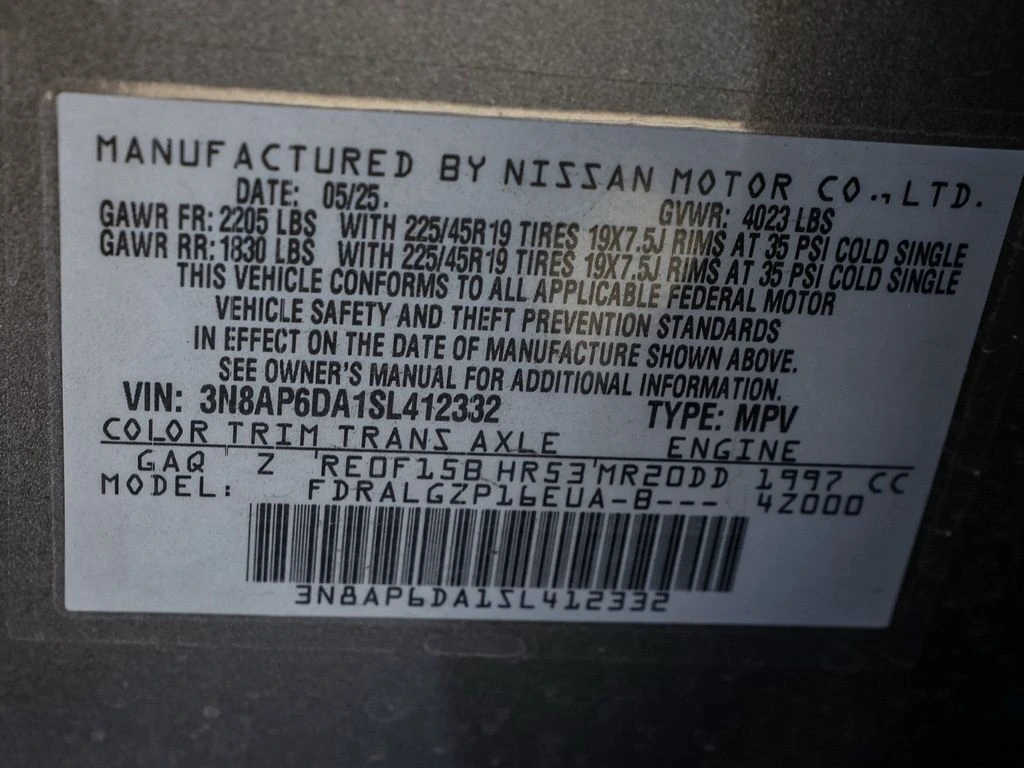 MANUFACTURED BY NISSAN MOTOR CO., LTD.
DATE: 05/25. GVWR: 4023 LBS
GAWR FR: 2205 LBS WITH 225/45R19 TIRES 19X7.5J RIMS AT 35 PSI COLD SINGLE
GAWR RR: 1830 LBS WITH 225/45R19 TIRES 19X7.5J RIMS AT 35 PSI COLD SINGLE
THIS VEHICLE CONFORMS TO ALL APPLICABLE FEDERAL MOTOR
VEHICLE SAFETY AND THEFT PREVENTION STANDARDS
IN EFFECT ON THE DATE OF MANUFACTURE SHOWN ABOVE.
SEE OWNER'S MANUAL FOR ADDITIONAL INFORMATION.
VIN: 3N8AP6DA1SL412332 TYPE: MPV
COLOR TRIM TRANS AXLE ENGINE
GAQ Z RE0F15B HR53 MR20DD 1997 CC
MODEL: FDRALGZP16EUA-B--- 4Z000
3N8AP6DA1SL412332